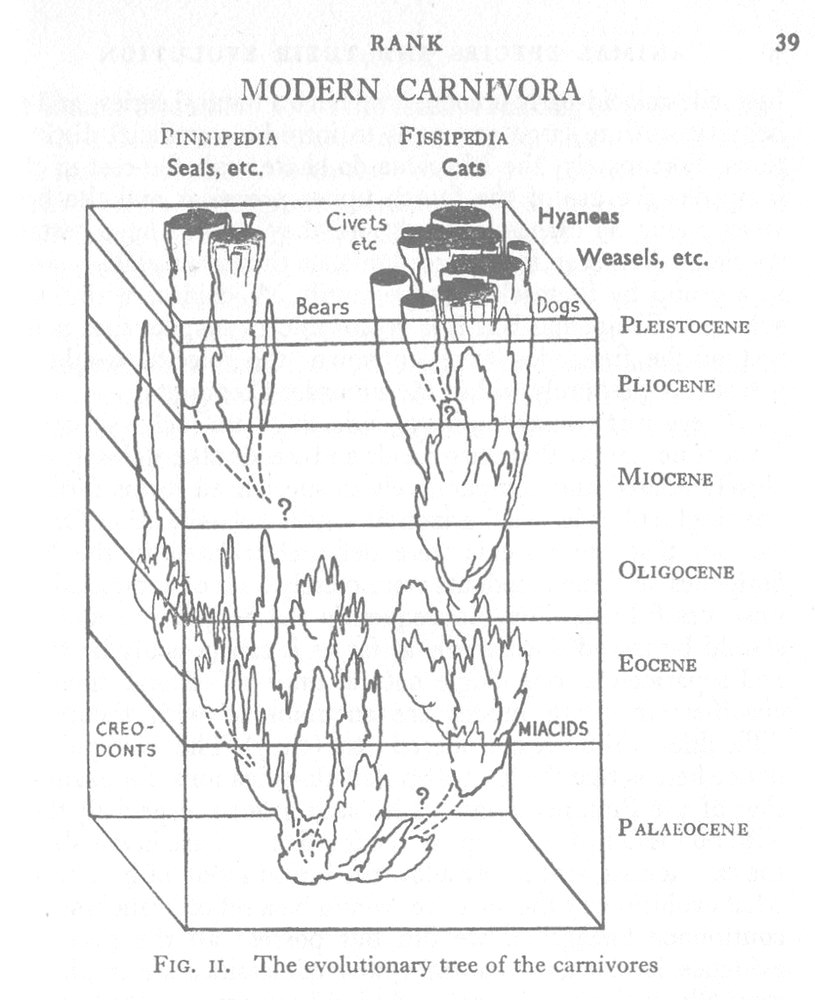 RANK 39
MODERN CARNIVORA
PINNIPEDIA FISSIPEDIA
Seals, etc. Cats
Civets etc
Hyaneas
Weasels, etc.
Bears
Dogs
PLEISTOCENE
PLIOCENE
?
MIOCENE
?
OLIGOCENE
EOCENE
CREO-
DONTS
MIACIDS
?
PALAEOCENE
FIG. 11. The evolutionary tree of the carnivores